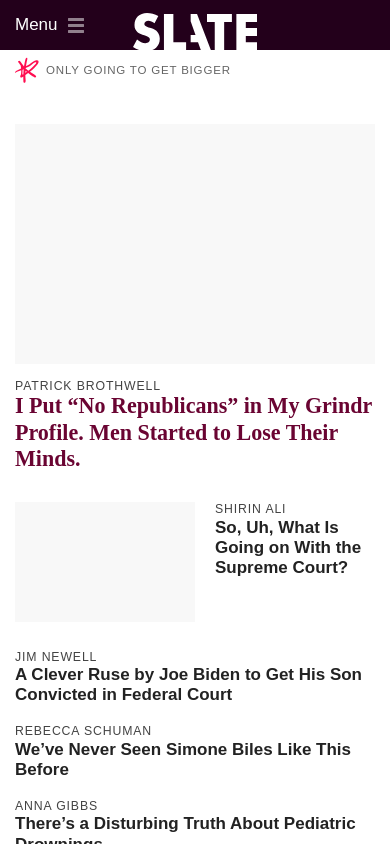 Menu
SLATE
ONLY GOING TO GET BIGGER
PATRICK BROTHWELL
I Put “No Republicans” in My Grindr
Profile. Men Started to Lose Their
Minds.
SHIRIN ALI
So, Uh, What Is
Going on With the
Supreme Court?
JIM NEWELL
A Clever Ruse by Joe Biden to Get His Son
Convicted in Federal Court
REBECCA SCHUMAN
We’ve Never Seen Simone Biles Like This
Before
ANNA GIBBS
There’s a Disturbing Truth About Pediatric
Drownings